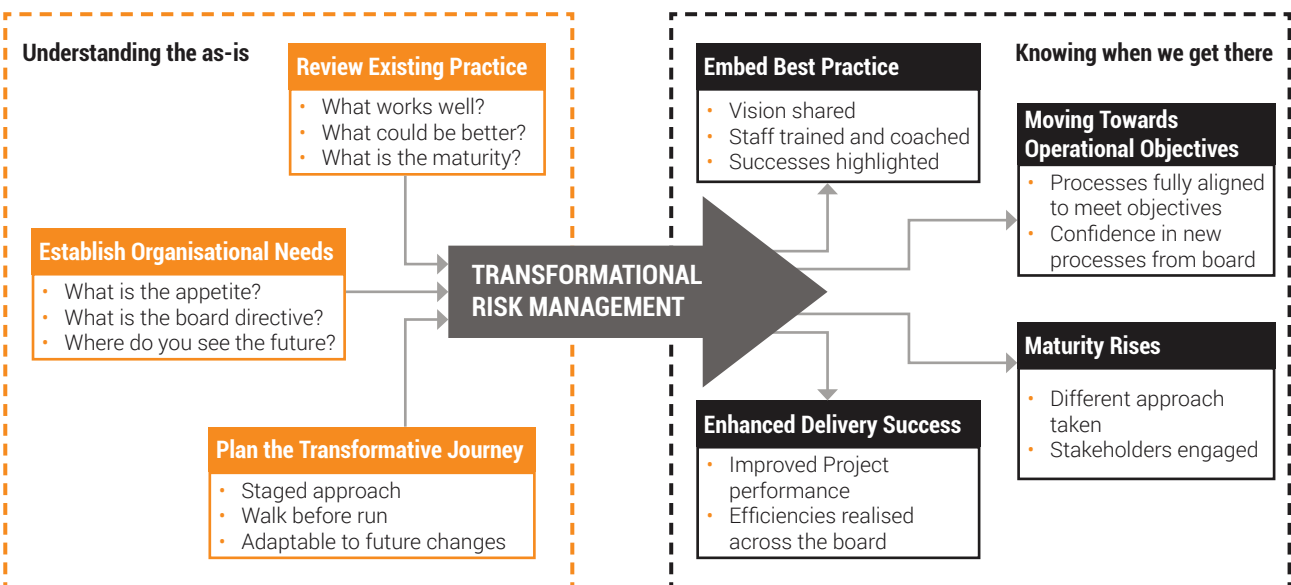 Understanding the as-is
Review Existing Practice
• What works well?
• What could be better?
• What is the maturity?
Establish Organisational Needs
• What is the appetite?
• What is the board directive?
• Where do you see the future?
Plan the Transformative Journey
• Staged approach
• Walk before run
• Adaptable to future changes
TRANSFORMATIONAL
RISK MANAGEMENT
Knowing when we get there
Embed Best Practice
• Vision shared
• Staff trained and coached
• Successes highlighted
Moving Towards
Operational Objectives
• Processes fully aligned
to meet objectives
• Confidence in new
processes from board
Maturity Rises
• Different approach
taken
• Stakeholders engaged
Enhanced Delivery Success
• Improved Project
performance
• Efficiencies realised
across the board